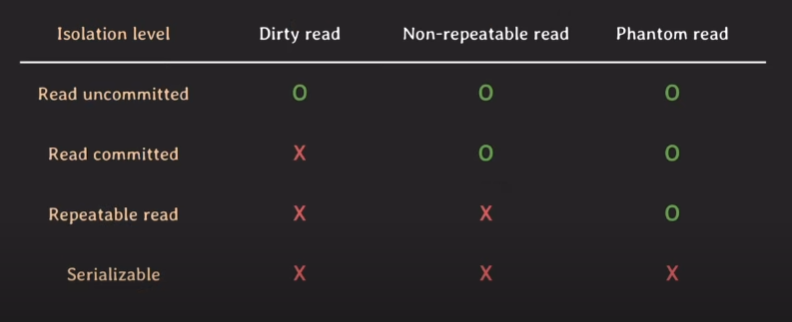 Isolation level Dirty read Non-repeatable read Phantom read
Read uncommitted O O O
Read committed X O O
Repeatable read X X O
Serializable X X X